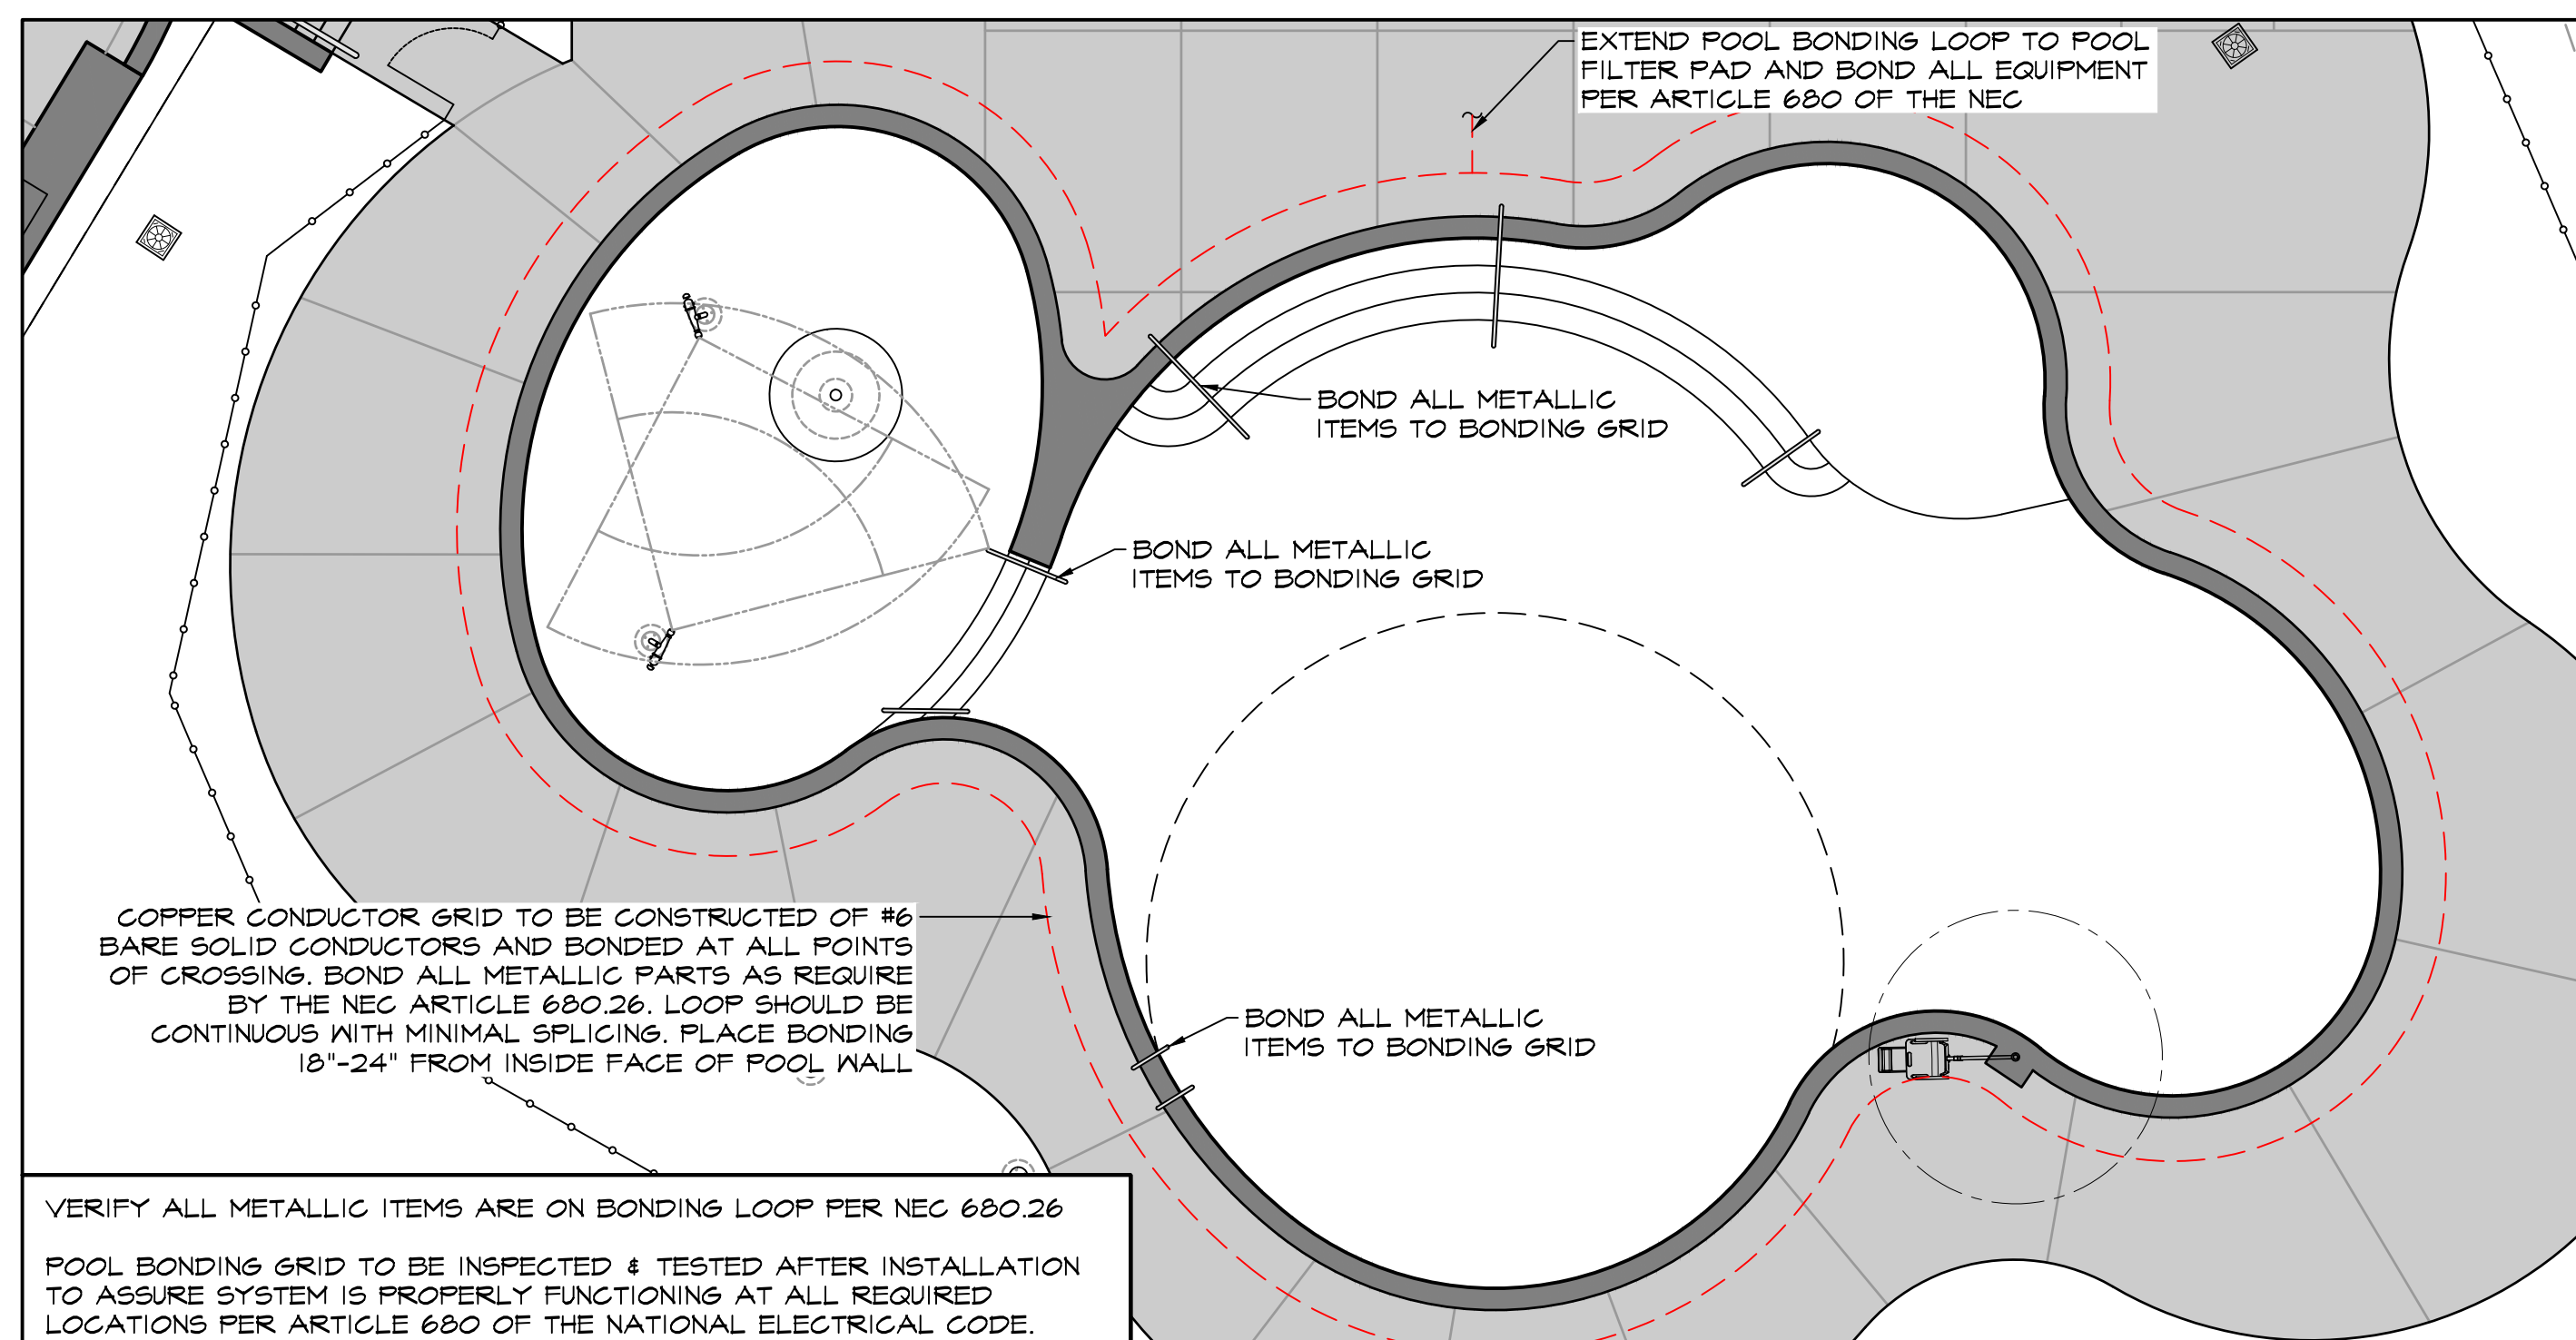 EXTEND POOL BONDING LOOP TO POOL
FILTER PAD AND BOND ALL EQUIPMENT
PER ARTICLE 680 OF THE NEC
BOND ALL METALLIC
ITEMS TO BONDING GRID
BOND ALL METALLIC
ITEMS TO BONDING GRID
COPPER CONDUCTOR GRID TO BE CONSTRUCTED OF #6
BARE SOLID CONDUCTORS AND BONDED AT ALL POINTS
OF CROSSING. BOND ALL METALLIC PARTS AS REQUIRE
BY THE NEC ARTICLE 680.26. LOOP SHOULD BE
CONTINUOUS WITH MINIMAL SPLICING. PLACE BONDING
18"-24" FROM INSIDE FACE OF POOL WALL
BOND ALL METALLIC
ITEMS TO BONDING GRID
VERIFY ALL METALLIC ITEMS ARE ON BONDING LOOP PER NEC 680.26
POOL BONDING GRID TO BE INSPECTED & TESTED AFTER INSTALLATION
TO ASSURE SYSTEM IS PROPERLY FUNCTIONING AT ALL REQUIRED
LOCATIONS PER ARTICLE 680 OF THE NATIONAL ELECTRICAL CODE.